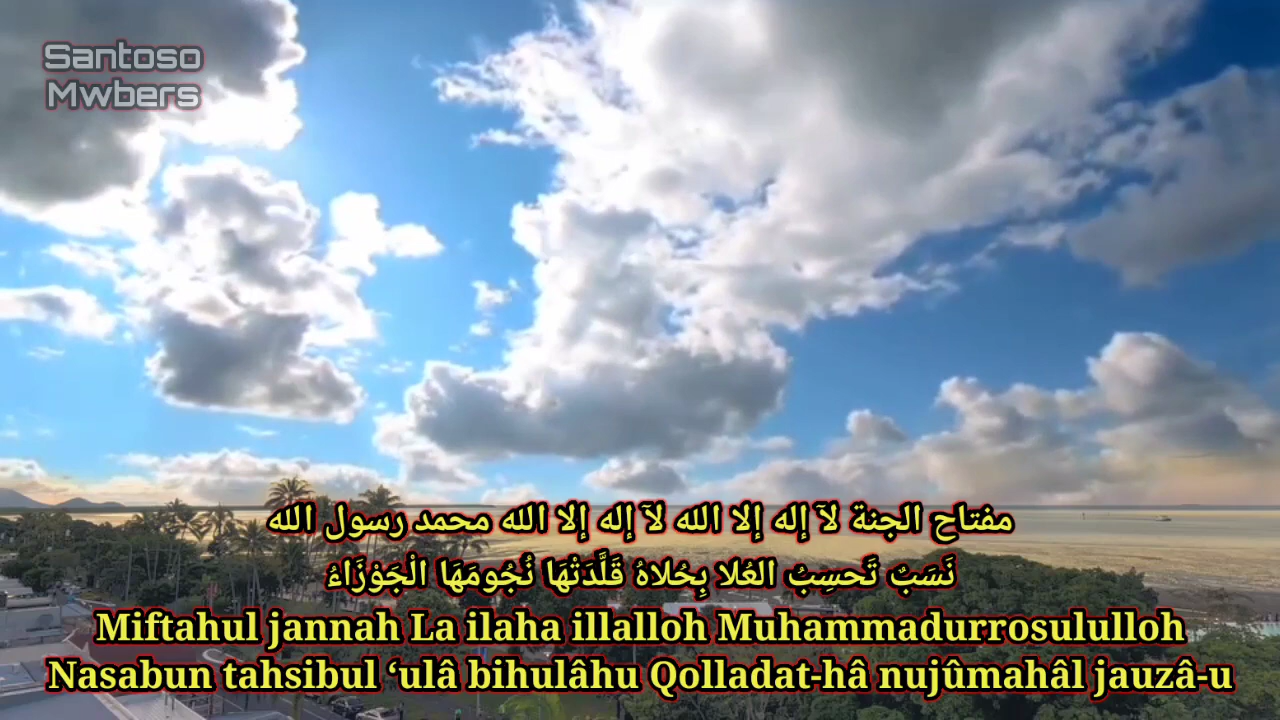 Santoso
Mwbers
مفتاح الجنة لآ إله إلا الله لآ إله إلا الله محمد رسول الله
نَسَبٌ تَحسِبُ العُلا بِحُلاهُ قَلَّدَتْهَا نُجُومَهَا الْجَوْزَاءُ
Miftahul jannah La ilaha illalloh Muhammadurrosululloh
Nasabun tahsibul ‘ulâ bihulâhu Qolladat-hâ nujûmahâl jauzâ-u